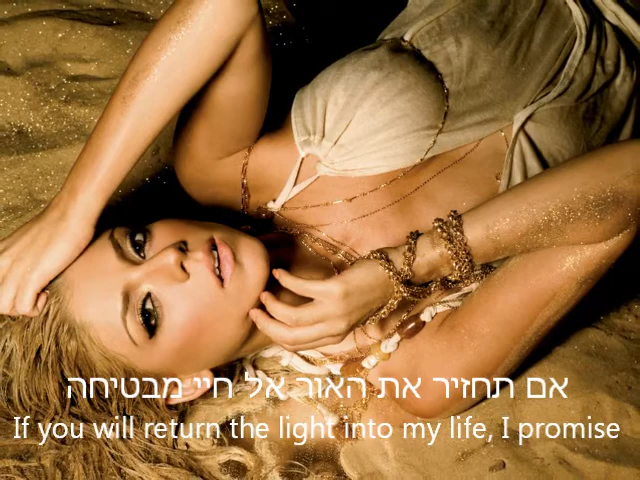 אם תחזיר את האור אל חיי מבטיחה
If you will return the light into my life, I promise